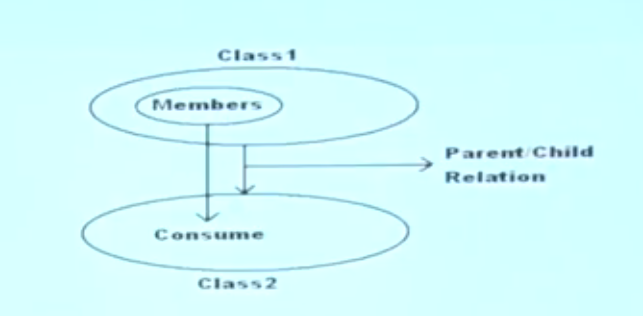 Class1
Members
Parent/Child
Relation
Consume
Class2